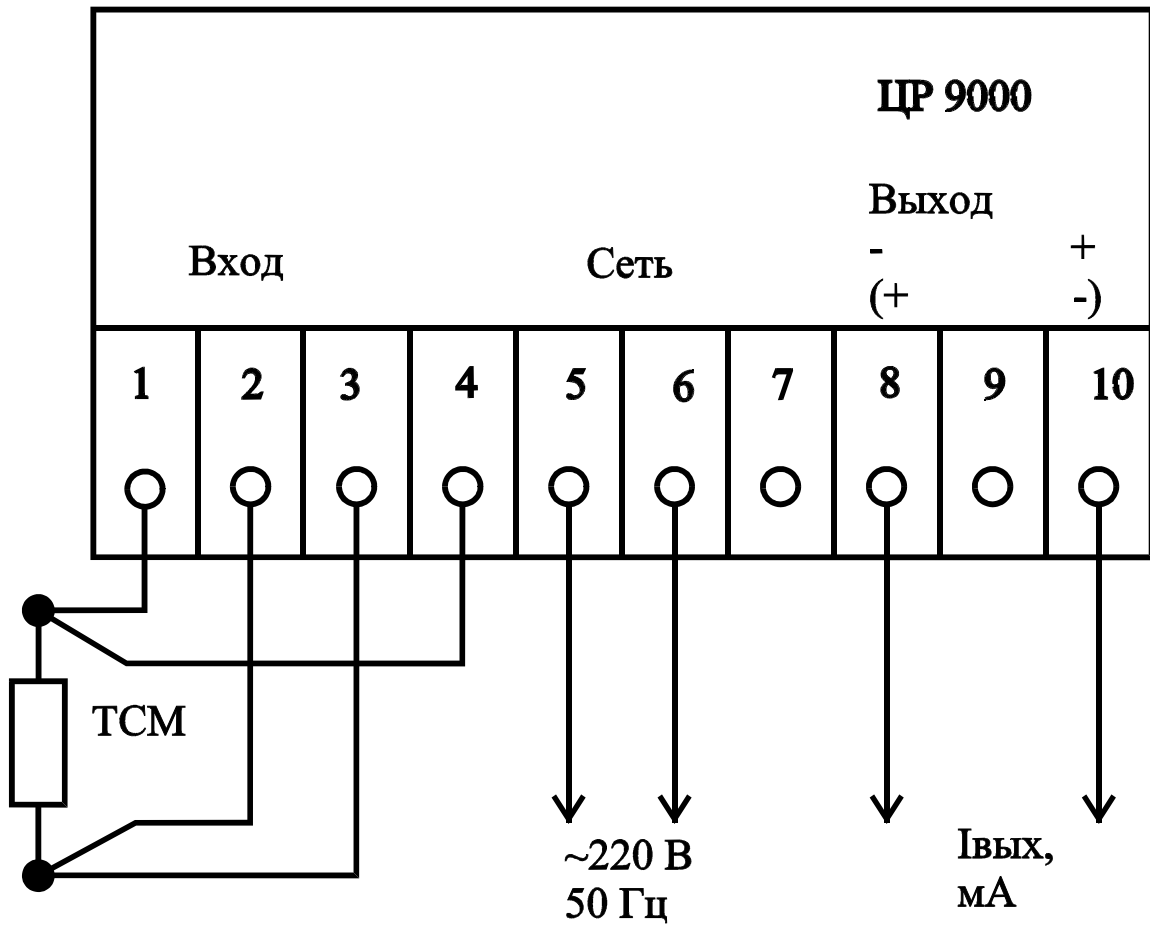 ЦР 9000
Выход
Вход
Сеть
- +
(+ -)
1 2 3 4 5 6 7 8 9 10
ТСМ
~220 В
50 Гц
Iвых,
мА